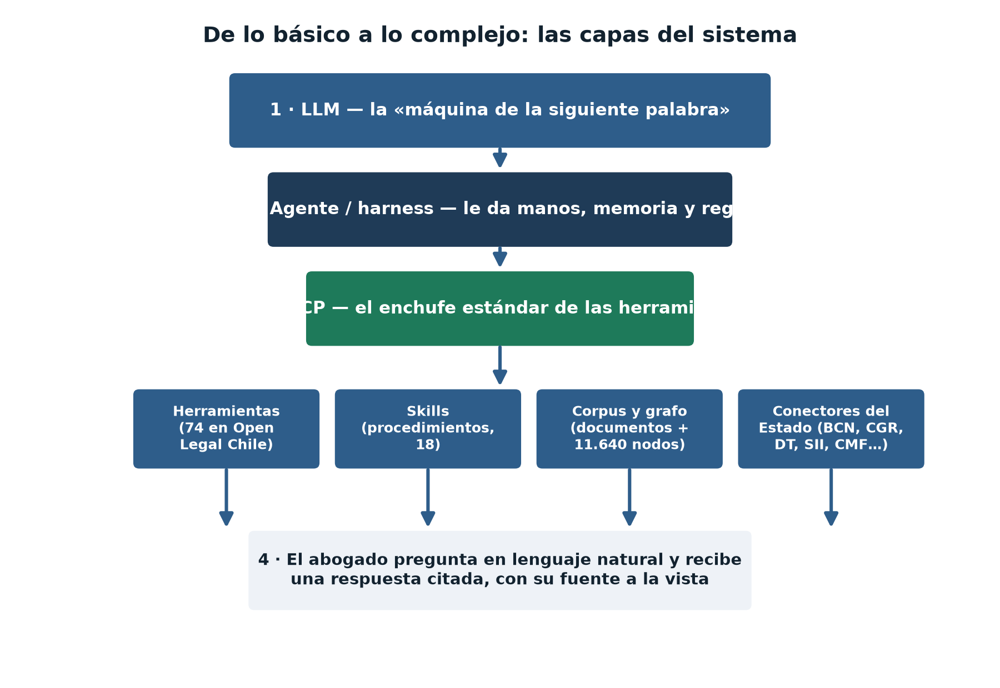 De lo básico a lo complejo: las capas del sistema
1 · LLM — la «máquina de la siguiente palabra»
Agente / harness — le da manos, memoria y reg
CP — el enchufe estándar de las herrami
Herramientas
(74 en Open
Legal Chile)
Skills
(procedimientos,
18)
Corpus y grafo
(documentos +
11.640 nodos)
Conectores del
Estado (BCN, CGR,
DT, SII, CMF…)
4 · El abogado pregunta en lenguaje natural y recibe
una respuesta citada, con su fuente a la vista